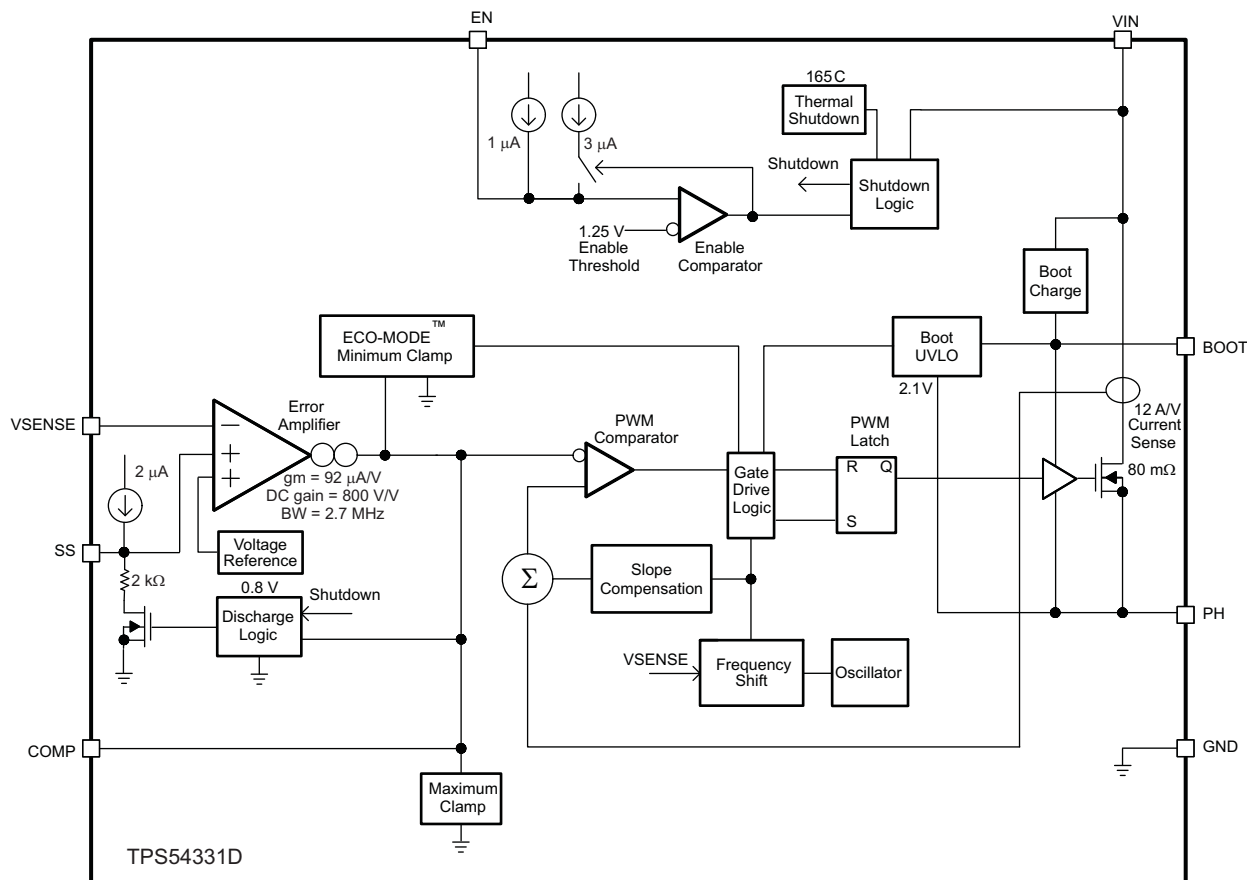 EN
VIN
165C
Thermal
Shutdown
1 μA
3 μA
Shutdown
Shutdown
Logic
1.25 V
Enable
Threshold
Enable
Comparator
Boot
Charge
ECO-MODE™
Minimum Clamp
Boot
UVLO
BOOT
2.1V
VSENSE
Error
Amplifier
PWM
Comparator
PWM
Latch
12 A/V
Current
Sense
80 mΩ
gm = 92 μA/V
DC gain = 800 V/V
BW = 2.7 MHz
2 μA
Gate
Drive
Logic
R
Q
S
SS
Voltage
Reference
2 kΩ
0.8 V
Shutdown
Discharge
Logic
Σ
Slope
Compensation
PH
VSENSE
Frequency
Shift
Oscillator
COMP
GND
Maximum
Clamp
TPS54331D